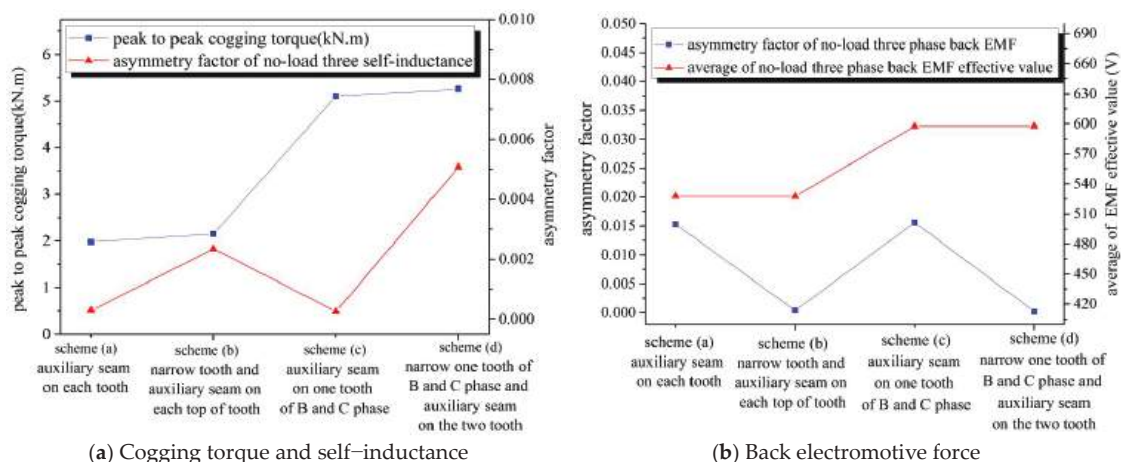 peak to peak cogging torque(kN.m)
asymmetry factor of no-load three self-inductance
peak to peak cogging torque(kN.m)
6
5
4
3
2
1
0
0.010
0.008
0.006
0.004
0.002
0.000
asymmetry factor
scheme (a)
auxiliary seam
on each tooth
scheme (b)
narrow tooth and
auxiliary seam on
each top of tooth
scheme (c)
auxiliary seam
on one tooth
of B and C phase
scheme (d)
narrow one tooth of
B and C phase and
auxiliary seam
on the two tooth
(a) Cogging torque and self−inductance
asymmetry factor of no-load three phase back EMF
average of no-load three phase back EMF effective value
asymmetry factor
0.050
0.045
0.040
0.035
0.030
0.025
0.020
0.015
0.010
0.005
0.000
690
660
630
600
570
540
510
480
450
420
average of EMF effective value (V)
scheme (a)
auxiliary seam
on each tooth
scheme (b)
narrow tooth and
auxiliary seam on
each top of tooth
scheme (c)
auxiliary seam
on one tooth
of B and C phase
scheme (d)
narrow one tooth of
B and C phase and
auxiliary seam
on the two tooth
(b) Back electromotive force